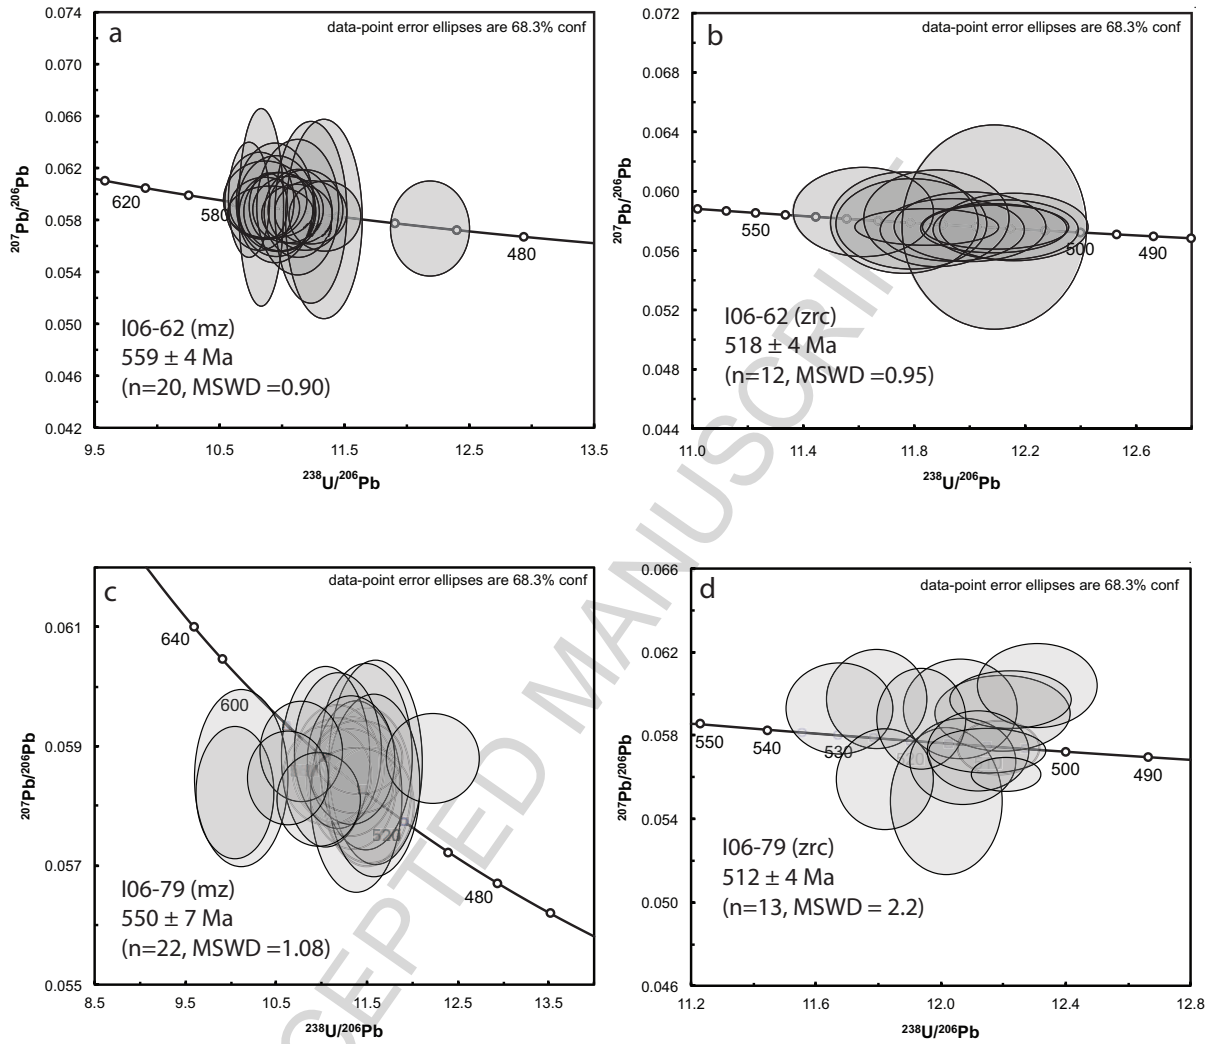 a
data-point error ellipses are 68.3% conf
0.074
0.070
0.066
0.062
0.058
0.054
0.050
0.046
0.042
207Pb/206Pb
620
580
480
I06-62 (mz)
559 ± 4 Ma
(n=20, MSWD =0.90)
9.5
10.5
11.5
12.5
13.5
238U/206Pb
b
data-point error ellipses are 68.3% conf
0.072
0.068
0.064
0.060
0.056
0.052
0.048
0.044
207Pb/206Pb
550
500
490
I06-62 (zrc)
518 ± 4 Ma
(n=12, MSWD =0.95)
11.0
11.4
11.8
12.2
12.6
238U/206Pb
c
data-point error ellipses are 68.3% conf
0.061
0.059
0.057
0.055
207Pb/206Pb
640
600
520
480
I06-79 (mz)
550 ± 7 Ma
(n=22, MSWD =1.08)
8.5
9.5
10.5
11.5
12.5
13.5
238U/206Pb
d
data-point error ellipses are 68.3% conf
0.066
0.062
0.058
0.054
0.050
0.046
207Pb/206Pb
550
540
530
520
500
490
I06-79 (zrc)
512 ± 4 Ma
(n=13, MSWD = 2.2)
11.2
11.6
12.0
12.4
12.8
238U/206Pb
CEPTED MANUSCRIPT